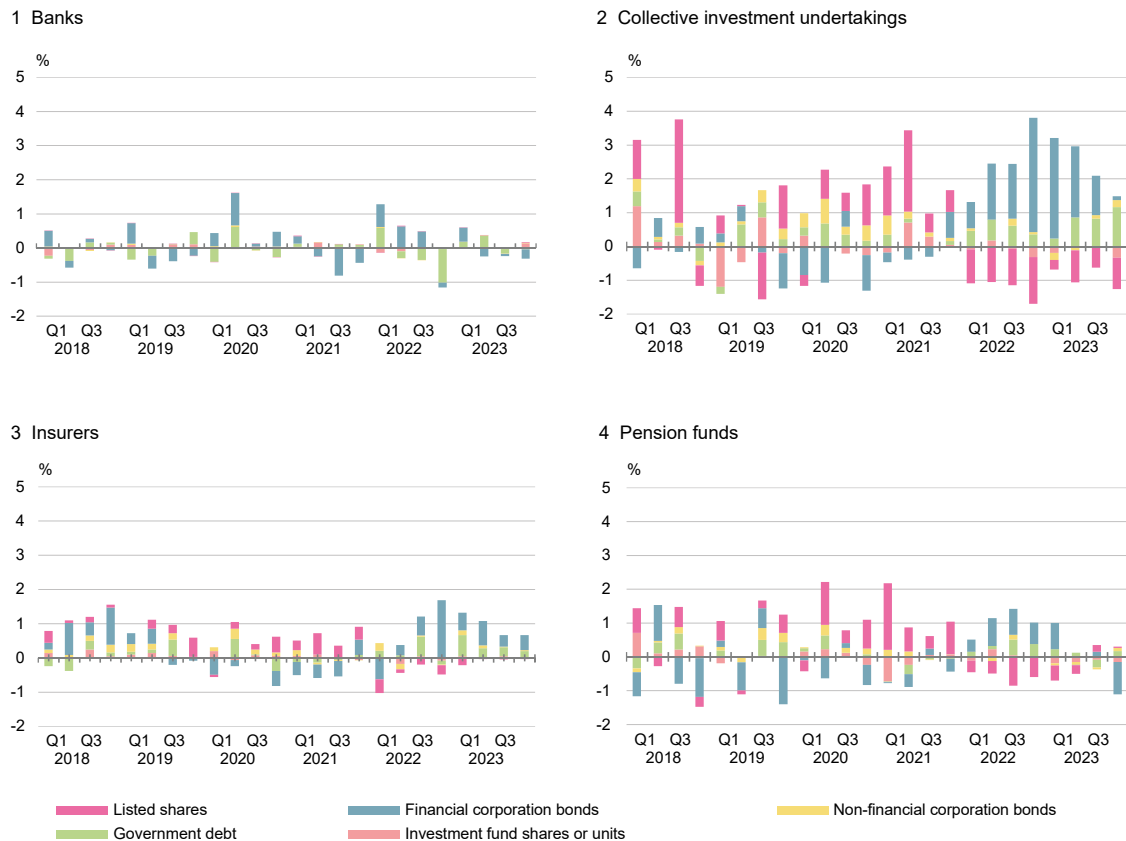 1 Banks
%
5
4
3
2
1
0
-1
-2
Q1 Q3 Q1 Q3 Q1 Q3 Q1 Q3 Q1 Q3 Q1 Q3
2018 2019 2020 2021 2022 2023
2 Collective investment undertakings
%
5
4
3
2
1
0
-1
-2
Q1 Q3 Q1 Q3 Q1 Q3 Q1 Q3 Q1 Q3 Q1 Q3
2018 2019 2020 2021 2022 2023
3 Insurers
%
5
4
3
2
1
0
-1
-2
Q1 Q3 Q1 Q3 Q1 Q3 Q1 Q3 Q1 Q3 Q1 Q3
2018 2019 2020 2021 2022 2023
4 Pension funds
%
5
4
3
2
1
0
-1
-2
Q1 Q3 Q1 Q3 Q1 Q3 Q1 Q3 Q1 Q3 Q1 Q3
2018 2019 2020 2021 2022 2023
Listed shares Financial corporation bonds Non-financial corporation bonds
Government debt Investment fund shares or units